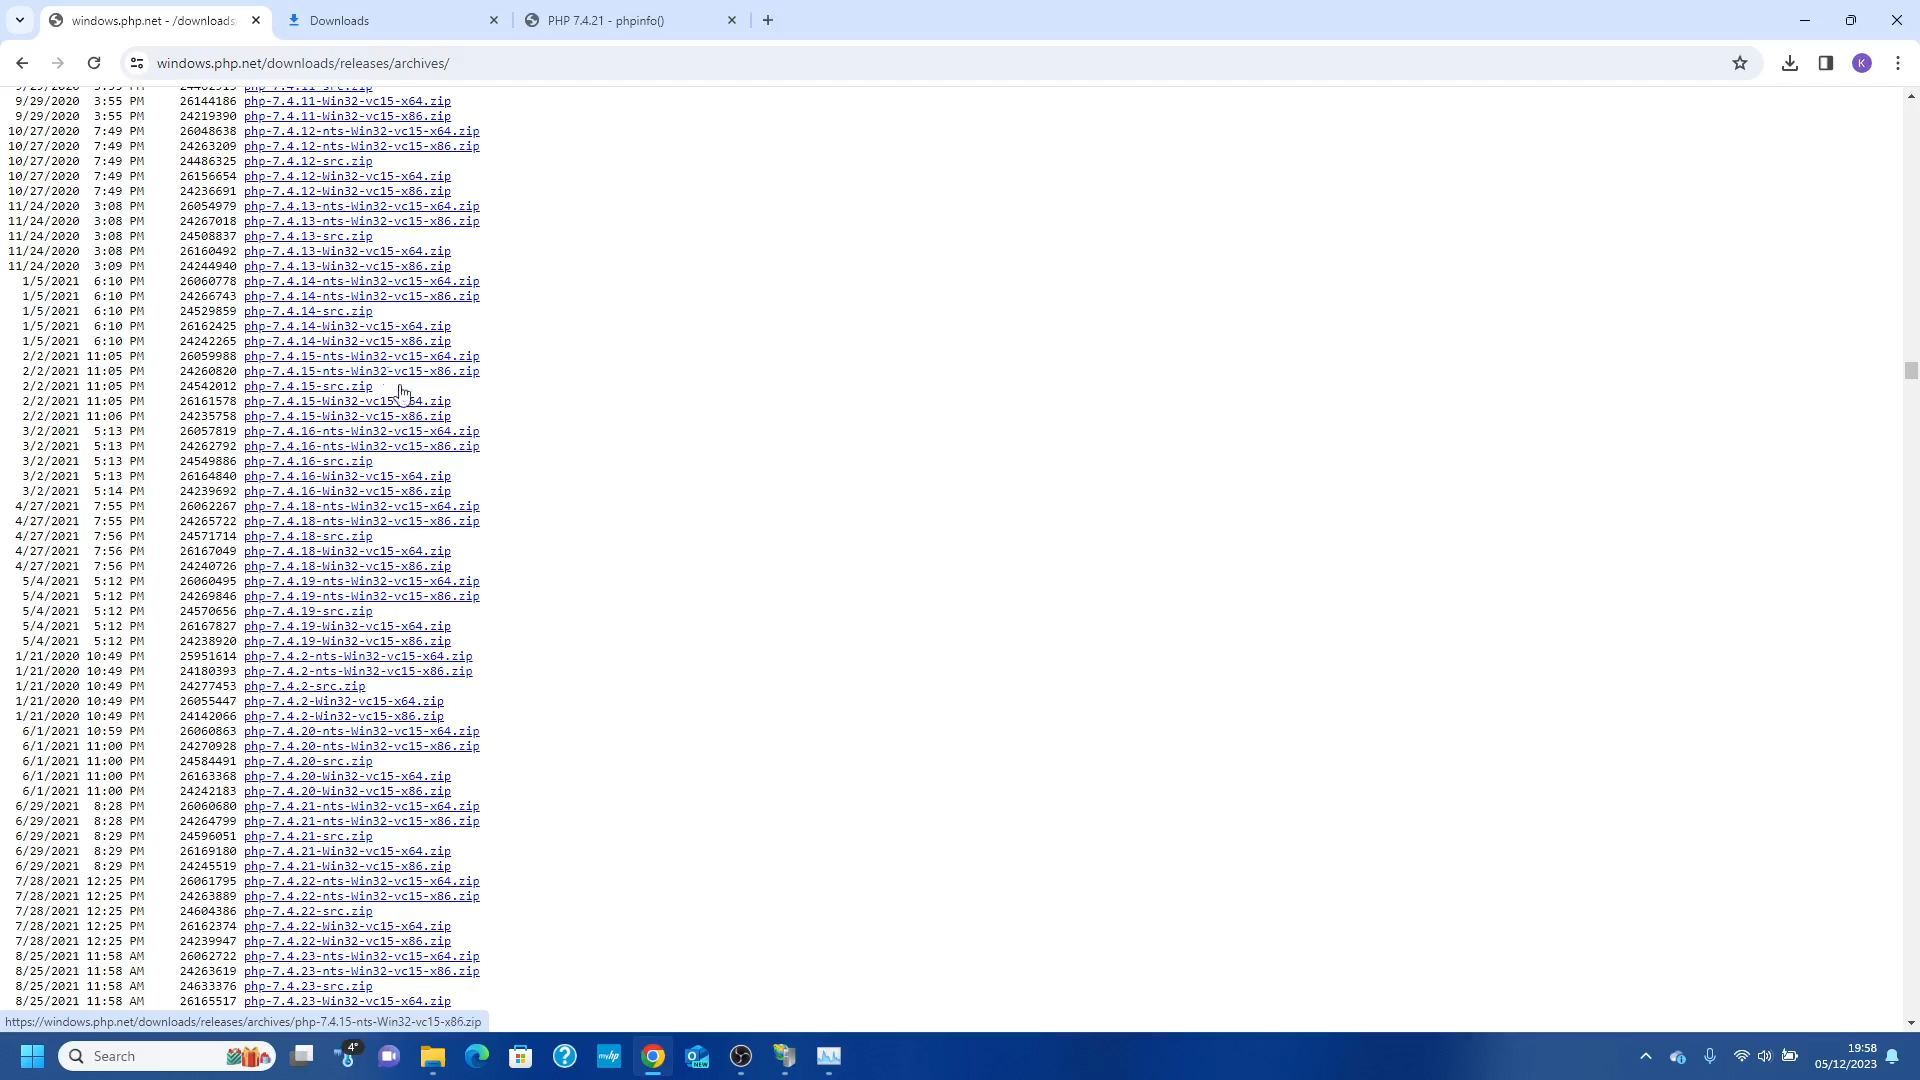 windows.php.net - /downloads
Downloads
PHP 7.4.21 - phpinfo()
windows.php.net/downloads/releases/archives/
K
9/29/2020 3:55 PM 24462915 php-7.4.11-src.zip
9/29/2020 3:55 PM 26144186 php-7.4.11-Win32-vc15-x64.zip
9/29/2020 3:55 PM 24219390 php-7.4.11-Win32-vc15-x86.zip
10/27/2020 7:49 PM 26048638 php-7.4.12-nts-Win32-vc15-x64.zip
10/27/2020 7:49 PM 24263209 php-7.4.12-nts-Win32-vc15-x86.zip
10/27/2020 7:49 PM 24486325 php-7.4.12-src.zip
10/27/2020 7:49 PM 26156654 php-7.4.12-Win32-vc15-x64.zip
10/27/2020 7:49 PM 24236691 php-7.4.12-Win32-vc15-x86.zip
11/24/2020 3:08 PM 26054979 php-7.4.13-nts-Win32-vc15-x64.zip
11/24/2020 3:08 PM 24267018 php-7.4.13-nts-Win32-vc15-x86.zip
11/24/2020 3:08 PM 24508837 php-7.4.13-src.zip
11/24/2020 3:08 PM 26160492 php-7.4.13-Win32-vc15-x64.zip
11/24/2020 3:09 PM 24244940 php-7.4.13-Win32-vc15-x86.zip
1/5/2021 6:10 PM 26060778 php-7.4.14-nts-Win32-vc15-x64.zip
1/5/2021 6:10 PM 24266743 php-7.4.14-nts-Win32-vc15-x86.zip
1/5/2021 6:10 PM 24529859 php-7.4.14-src.zip
1/5/2021 6:10 PM 26162425 php-7.4.14-Win32-vc15-x64.zip
1/5/2021 6:10 PM 24242265 php-7.4.14-Win32-vc15-x86.zip
2/2/2021 11:05 PM 26059988 php-7.4.15-nts-Win32-vc15-x64.zip
2/2/2021 11:05 PM 24260820 php-7.4.15-nts-Win32-vc15-x86.zip
2/2/2021 11:05 PM 24542012 php-7.4.15-src.zip
2/2/2021 11:05 PM 26161578 php-7.4.15-Win32-vc15-x64.zip
2/2/2021 11:06 PM 24235758 php-7.4.15-Win32-vc15-x86.zip
3/2/2021 5:13 PM 26057819 php-7.4.16-nts-Win32-vc15-x64.zip
3/2/2021 5:13 PM 24262792 php-7.4.16-nts-Win32-vc15-x86.zip
3/2/2021 5:13 PM 24549886 php-7.4.16-src.zip
3/2/2021 5:13 PM 26164840 php-7.4.16-Win32-vc15-x64.zip
3/2/2021 5:14 PM 24239692 php-7.4.16-Win32-vc15-x86.zip
4/27/2021 7:55 PM 26062267 php-7.4.18-nts-Win32-vc15-x64.zip
4/27/2021 7:55 PM 24265722 php-7.4.18-nts-Win32-vc15-x86.zip
4/27/2021 7:56 PM 24571714 php-7.4.18-src.zip
4/27/2021 7:56 PM 26167049 php-7.4.18-Win32-vc15-x64.zip
4/27/2021 7:56 PM 24240726 php-7.4.18-Win32-vc15-x86.zip
5/4/2021 5:12 PM 26060495 php-7.4.19-nts-Win32-vc15-x64.zip
5/4/2021 5:12 PM 24269846 php-7.4.19-nts-Win32-vc15-x86.zip
5/4/2021 5:12 PM 24570656 php-7.4.19-src.zip
5/4/2021 5:12 PM 26167827 php-7.4.19-Win32-vc15-x64.zip
5/4/2021 5:12 PM 24238920 php-7.4.19-Win32-vc15-x86.zip
1/21/2020 10:49 PM 25951614 php-7.4.2-nts-Win32-vc15-x64.zip
1/21/2020 10:49 PM 24180393 php-7.4.2-nts-Win32-vc15-x86.zip
1/21/2020 10:49 PM 24277453 php-7.4.2-src.zip
1/21/2020 10:49 PM 26055447 php-7.4.2-Win32-vc15-x64.zip
1/21/2020 10:49 PM 24142066 php-7.4.2-Win32-vc15-x86.zip
6/1/2021 10:59 PM 26060863 php-7.4.20-nts-Win32-vc15-x64.zip
6/1/2021 11:00 PM 24270928 php-7.4.20-nts-Win32-vc15-x86.zip
6/1/2021 11:00 PM 24584491 php-7.4.20-src.zip
6/1/2021 11:00 PM 26163368 php-7.4.20-Win32-vc15-x64.zip
6/1/2021 11:00 PM 24242183 php-7.4.20-Win32-vc15-x86.zip
6/29/2021 8:28 PM 26060680 php-7.4.21-nts-Win32-vc15-x64.zip
6/29/2021 8:28 PM 24264799 php-7.4.21-nts-Win32-vc15-x86.zip
6/29/2021 8:29 PM 24596051 php-7.4.21-src.zip
6/29/2021 8:29 PM 26169180 php-7.4.21-Win32-vc15-x64.zip
6/29/2021 8:29 PM 24245519 php-7.4.21-Win32-vc15-x86.zip
7/28/2021 12:25 PM 26061795 php-7.4.22-nts-Win32-vc15-x64.zip
7/28/2021 12:25 PM 24263889 php-7.4.22-nts-Win32-vc15-x86.zip
7/28/2021 12:25 PM 24604386 php-7.4.22-src.zip
7/28/2021 12:25 PM 26162374 php-7.4.22-Win32-vc15-x64.zip
7/28/2021 12:25 PM 24239947 php-7.4.22-Win32-vc15-x86.zip
8/25/2021 11:58 AM 26062722 php-7.4.23-nts-Win32-vc15-x64.zip
8/25/2021 11:58 AM 24263619 php-7.4.23-nts-Win32-vc15-x86.zip
8/25/2021 11:58 AM 24633376 php-7.4.23-src.zip
8/25/2021 11:58 AM 26165517 php-7.4.23-Win32-vc15-x64.zip
https://windows.php.net/downloads/releases/archives/php-7.4.15-nts-Win32-vc15-x86.zip
Search
4°
myhp
NEW
19:58
05/12/2023